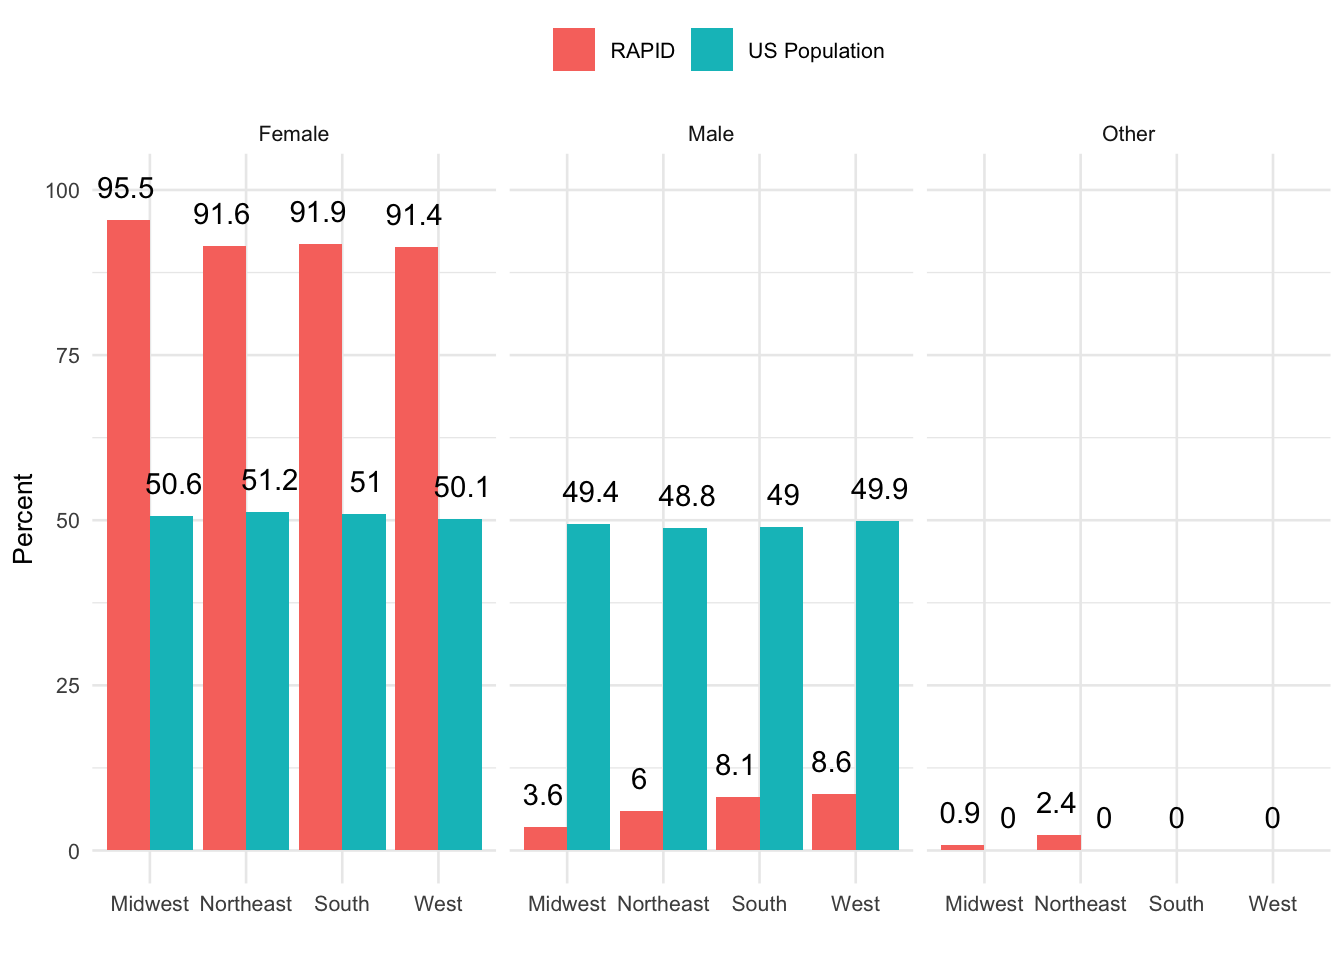 RAPID US Population
Female Male Other
Percent
100
75
50
25
0
95.5 91.6 91.9 91.4
50.6 51.2 51 50.1
49.4 48.8 49 49.9
3.6 6 8.1 8.6
0.9 0 2.4 0 0 0
Midwest Northeast South West Midwest Northeast South West Midwest Northeast South West